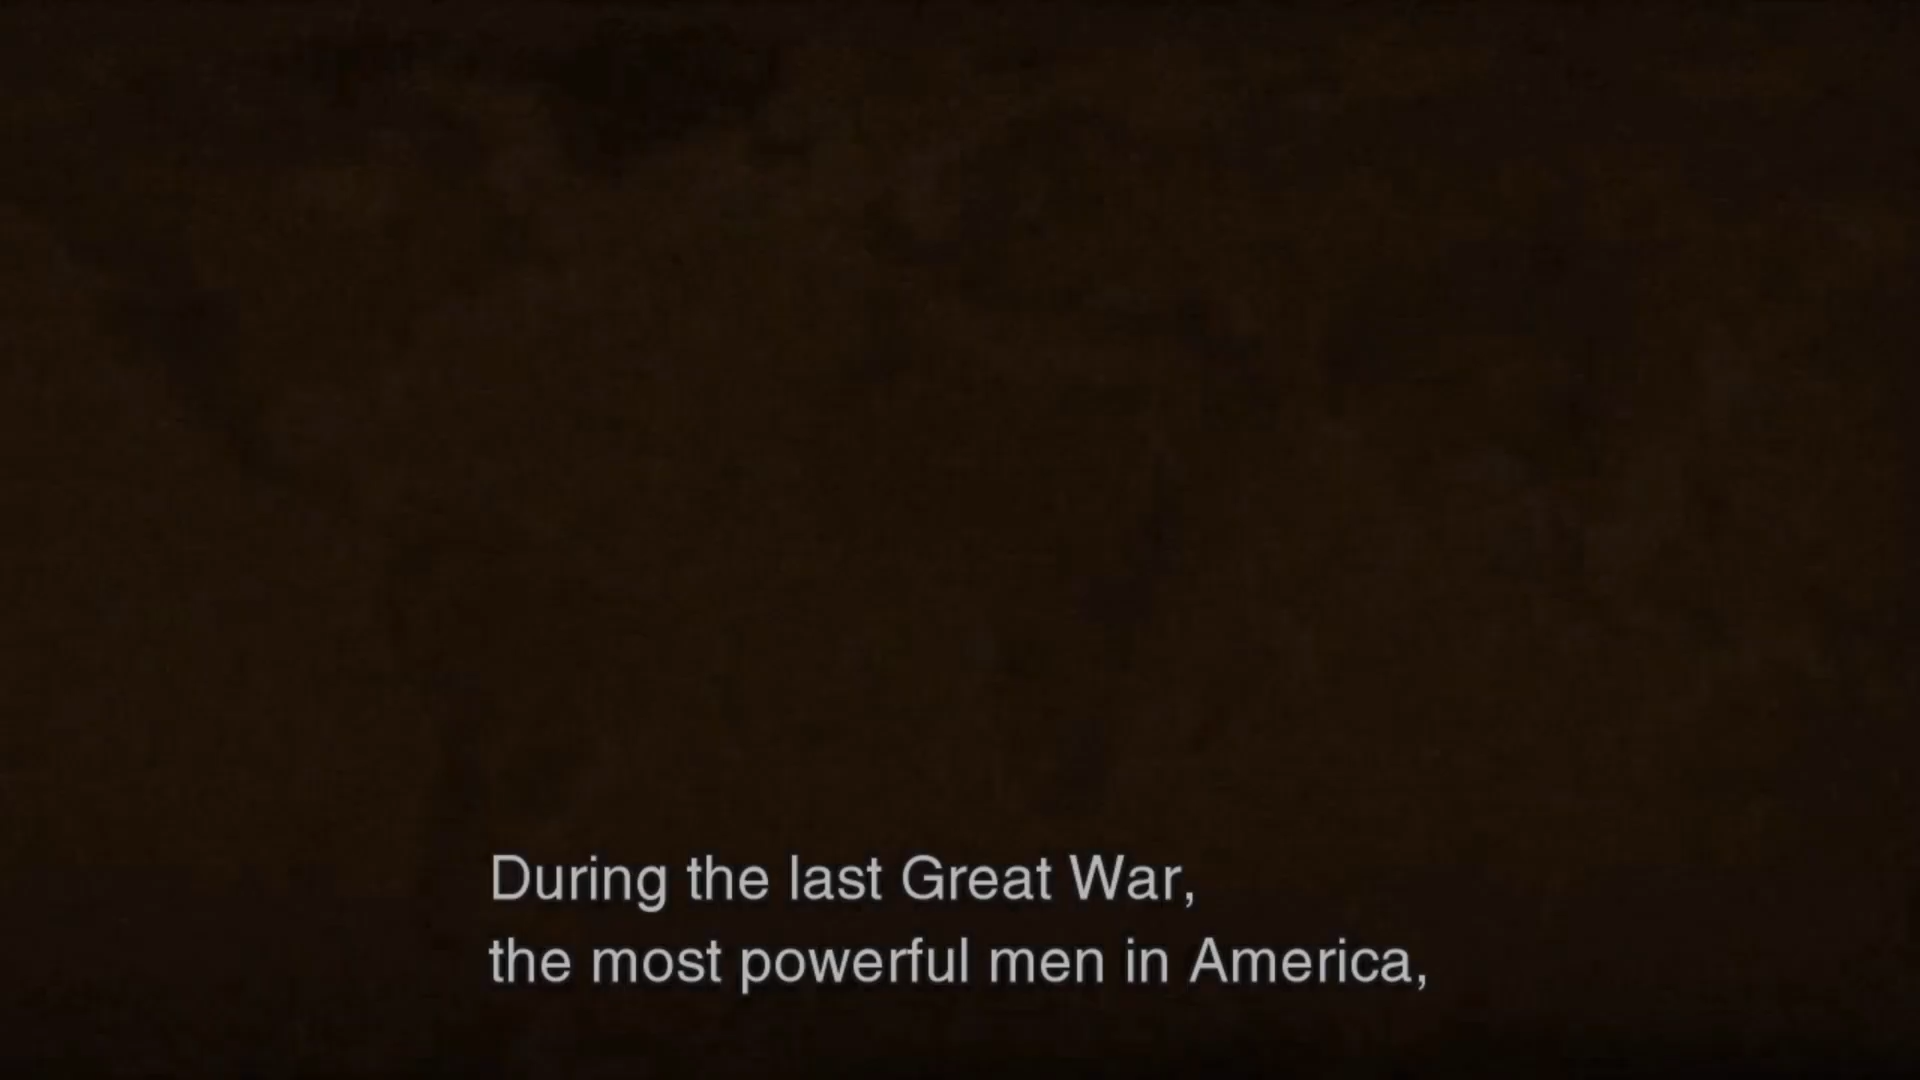 During the last Great War,
the most powerful men in America,